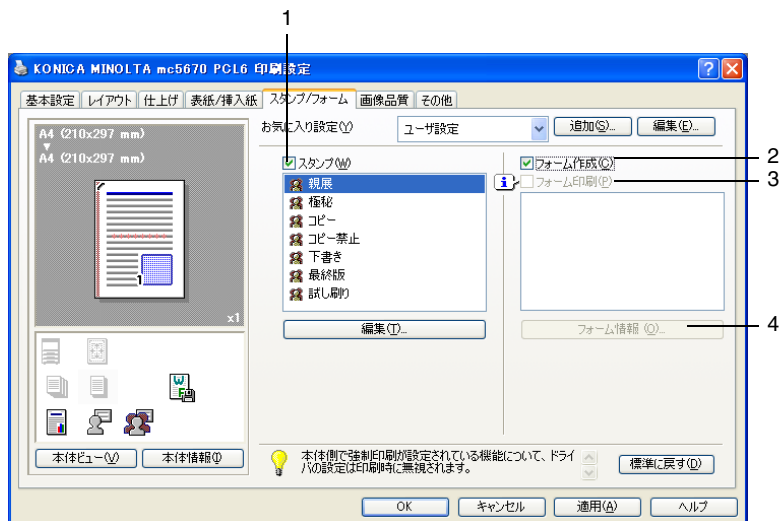 1
KONICA MINOLTA mc5670 PCL6 印刷設定
基本設定 レイアウト 仕上げ 表紙/挿入紙 スタンプ/フォーム 画像品質 その他
A4 (210x297 mm)
A4 (210x297 mm)
1
x1
お気に入り設定(Y) ユーザ設定 追加(S)... 編集(E)...
スタンプ(W)
親展
極秘
コピー
コピー禁止
下書き
最終版
試し刷り
編集(T)...
フォーム作成(C) 2
フォーム印刷(P) 3
フォーム情報 (O)... 4
W
F
本体ビュー(V) 本体情報(I)
本体側で強制印刷が設定されている機能について、ドライ
バの設定は印刷時に無視されます。
標準に戻す(D)
OK キャンセル 適用(A) ヘルプ